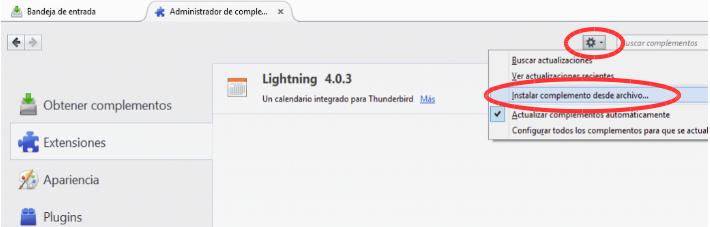 Bandeja de entrada
Administrador de comple...
Buscar complementos
Buscar actualizaciones
Ver actualizaciones recientes
Instalar complemento desde archivo...
Actualizar complementos automáticamente
Configurar todos los complementos para que se actual
Lightning 4.0.3
Un calendario integrado para Thunderbird Más
Obtener complementos
Extensiones
Apariencia
Plugins